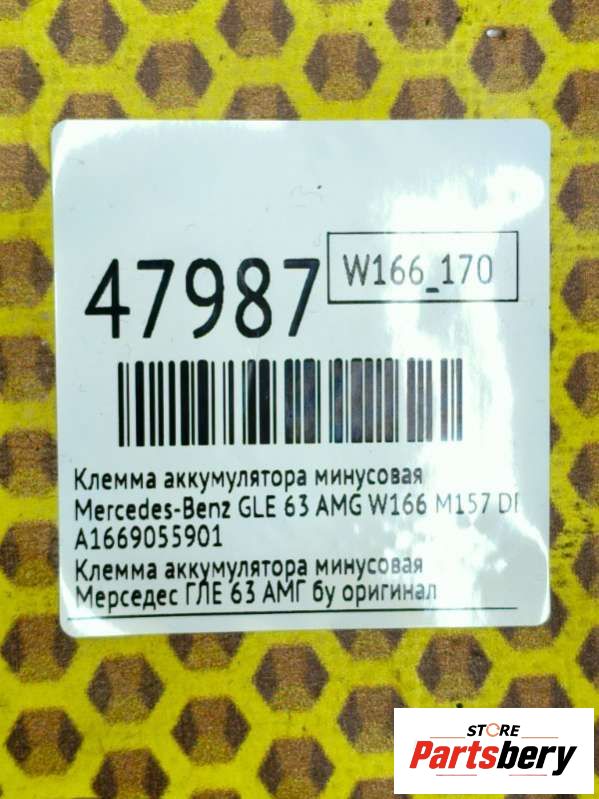 47987
W166_170
Клемма аккумулятора минусовая
Mercedes-Benz GLE 63 AMG W166 M157 DI
A1669055901
Клемма аккумулятора минусовая
Мерседес ГЛЕ 63 АМГ бу оригинал
STORE
Partsbery